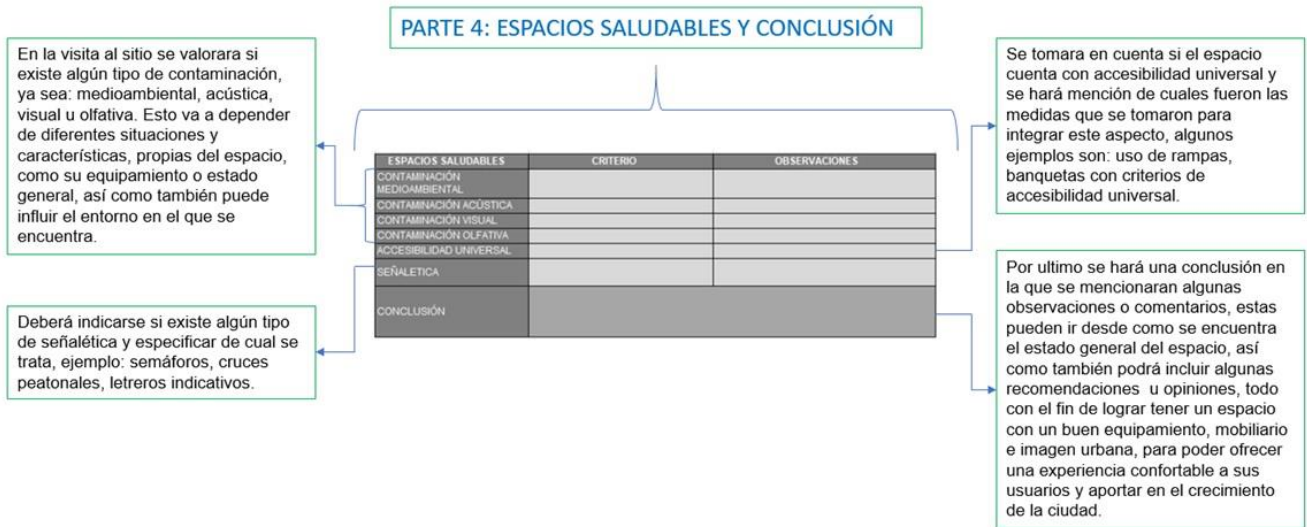 PARTE 4: ESPACIOS SALUDABLES Y CONCLUSIÓN
En la visita al sitio se valorara si
existe algún tipo de contaminación,
ya sea: medioambiental, acústica,
visual u olfativa. Esto va a depender
de diferentes situaciones y
características, propias del espacio,
como su equipamiento o estado
general, así como también puede
influir el entorno en el que se
encuentra.
Deberá indicarse si existe algún tipo
de señalética y especificar de cual se
trata, ejemplo: semáforos, cruces
peatonales, letreros indicativos.
ESPACIOS SALUDABLES CRITERIO OBSERVACIONES
CONTAMINACIÓN
MEDIOAMBIENTAL
CONTAMINACIÓN ACÚSTICA
CONTAMINACIÓN VISUAL
CONTAMINACIÓN OLFATIVA
ACCESIBILIDAD UNIVERSAL
SEÑALETICA
CONCLUSIÓN
Se tomara en cuenta si el espacio
cuenta con accesibilidad universal y
se hará mención de cuales fueron las
medidas que se tomaron para
integrar este aspecto, algunos
ejemplos son: uso de rampas,
banquetas con criterios de
accesibilidad universal.
Por ultimo se hará una conclusión en
la que se mencionaran algunas
observaciones o comentarios, estas
pueden ir desde como se encuentra
el estado general del espacio, así
como también podrá incluir algunas
recomendaciones u opiniones, todo
con el fin de lograr tener un espacio
con un buen equipamiento, mobiliario
e imagen urbana, para poder ofrecer
una experiencia confortable a sus
usuarios y aportar en el crecimiento
de la ciudad.